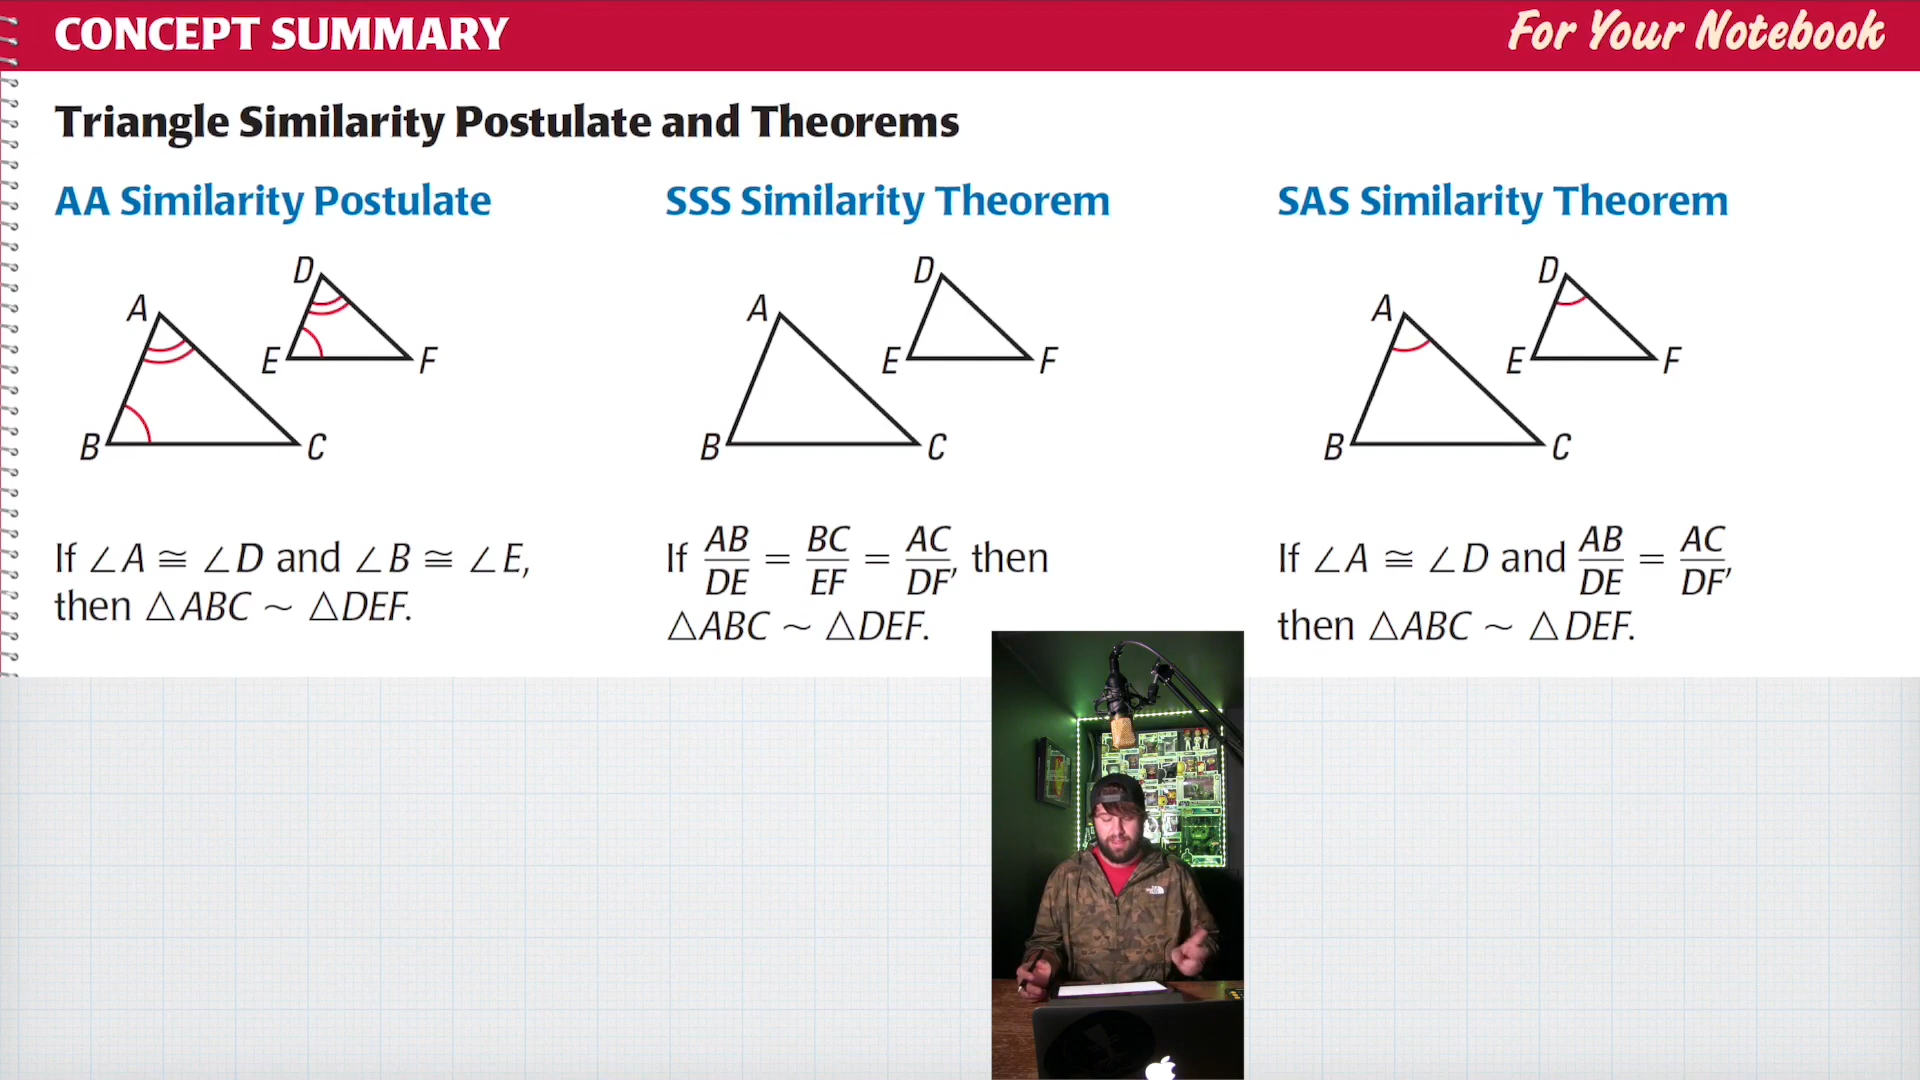 CONCEPT SUMMARY
For Your Notebook
Triangle Similarity Postulate and Theorems
AA Similarity Postulate
A
B
C
D
E
F
If ∠A ≅ ∠D and ∠B ≅ ∠E,
then △ABC ~ △DEF.
SSS Similarity Theorem
A
B
C
D
E
F
If AB/DE = BC/EF = AC/DF, then
△ABC ~ △DEF.
SAS Similarity Theorem
A
B
C
D
E
F
If ∠A ≅ ∠D and AB/DE = AC/DF,
then △ABC ~ △DEF.